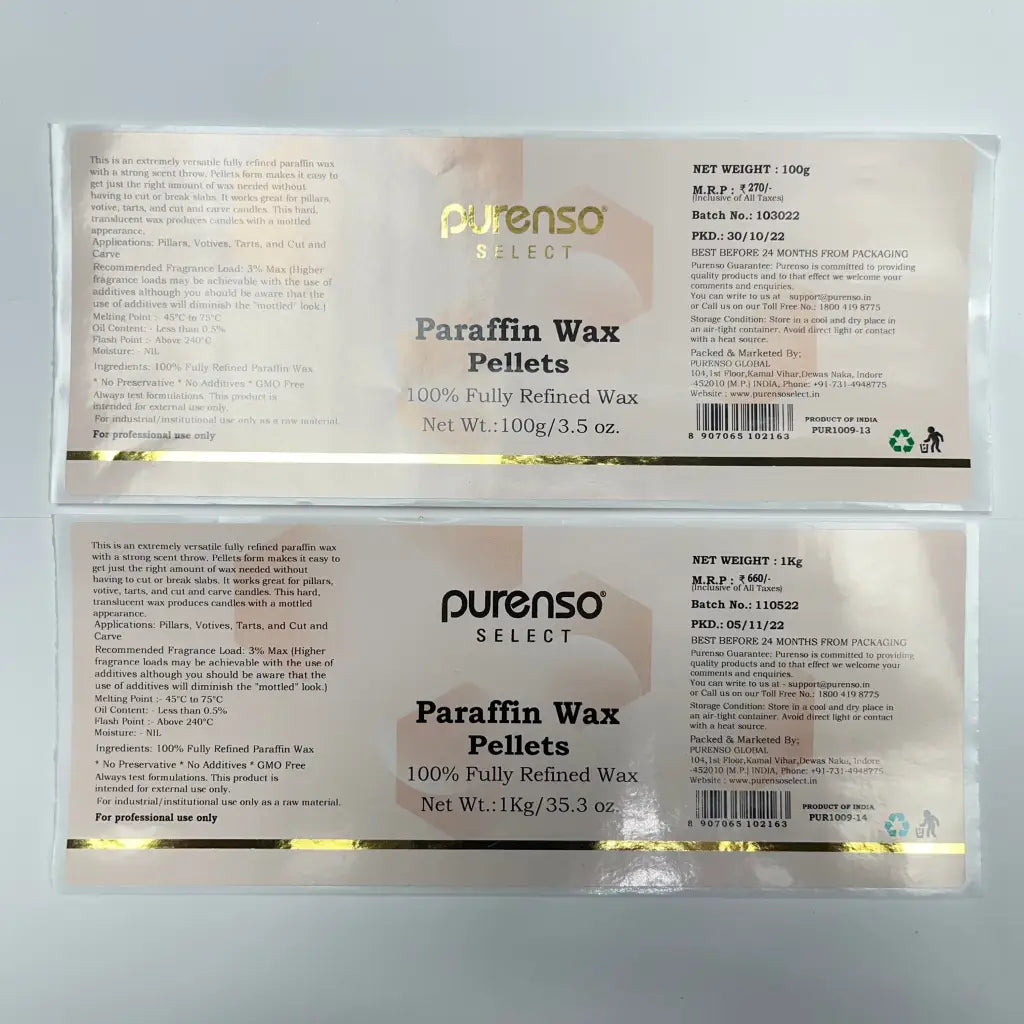 This is an extremely versatile fully refined paraffin wax
with a strong scent throw. Pellets form makes it easy to
get just the right amount of wax needed without
having to cut or break slabs. It works great for pillars,
votive, tarts, and cut and carve candles. This hard,
translucent wax produces candles with a mottled
appearance.
Applications: Pillars, Votives, Tarts, and Cut and
Carve
Recommended Fragrance Load: 3% Max (Higher
fragrance loads may be achievable with the use of
additives although you should be aware that the
use of additives will diminish the "mottled" look.)
Melting Point :- 45°C to 75°C
Oil Content: - Less than 0.5%
Flash Point :- Above 240°C
Moisture: - NIL
Ingredients: 100% Fully Refined Paraffin Wax
* No Preservative * No Additives * GMO Free
Always test formulations. This product is
intended for external use only.
For industrial/institutional use only as a raw material.
For professional use only
purenso®
SELECT
Paraffin Wax
Pellets
100% Fully Refined Wax
Net Wt.:100g/3.5 oz.
NET WEIGHT : 100g
M.R.P : ₹ 270/-
(Inclusive of All Taxes)
Batch No.: 103022
PKD.: 30/10/22
BEST BEFORE 24 MONTHS FROM PACKAGING
Purenso Guarantee: Purenso is committed to providing
quality products and to that effect we welcome your
comments and enquiries.
You can write to us at - support@purenso.in
or Call us on our Toll Free No.: 1800 419 8775
Storage Condition: Store in a cool and dry place in
an air-tight container. Avoid direct light or contact
with a heat source.
Packed & Marketed By;
PURENSO GLOBAL
104,1st Floor,Kamal Vihar,Dewas Naka, Indore
-452010 (M.P.) INDIA, Phone: +91-731-4948775
Website : www.purensoselect.in
8 907065 102163
PRODUCT OF INDIA
PUR1009-13
This is an extremely versatile fully refined paraffin wax
with a strong scent throw. Pellets form makes it easy to
get just the right amount of wax needed without
having to cut or break slabs. It works great for pillars,
votive, tarts, and cut and carve candles. This hard,
translucent wax produces candles with a mottled
appearance.
Applications: Pillars, Votives, Tarts, and Cut and
Carve
Recommended Fragrance Load: 3% Max (Higher
fragrance loads may be achievable with the use of
additives although you should be aware that the
use of additives will diminish the "mottled" look.)
Melting Point :- 45°C to 75°C
Oil Content: - Less than 0.5%
Flash Point :- Above 240°C
Moisture: - NIL
Ingredients: 100% Fully Refined Paraffin Wax
* No Preservative * No Additives * GMO Free
Always test formulations. This product is
intended for external use only.
For industrial/institutional use only as a raw material.
For professional use only
purenso®
SELECT
Paraffin Wax
Pellets
100% Fully Refined Wax
Net Wt.:1Kg/35.3 oz.
NET WEIGHT : 1Kg
M.R.P : ₹ 660/-
(Inclusive of All Taxes)
Batch No.: 110522
PKD.: 05/11/22
BEST BEFORE 24 MONTHS FROM PACKAGING
Purenso Guarantee: Purenso is committed to providing
quality products and to that effect we welcome your
comments and enquiries.
You can write to us at - support@purenso.in
or Call us on our Toll Free No.: 1800 419 8775
Storage Condition: Store in a cool and dry place in
an air-tight container. Avoid direct light or contact
with a heat source.
Packed & Marketed By;
PURENSO GLOBAL
104,1st Floor,Kamal Vihar,Dewas Naka, Indore
-452010 (M.P.) INDIA, Phone: +91-731-4948775
Website : www.purensoselect.in
8 907065 102163
PRODUCT OF INDIA
PUR1009-14